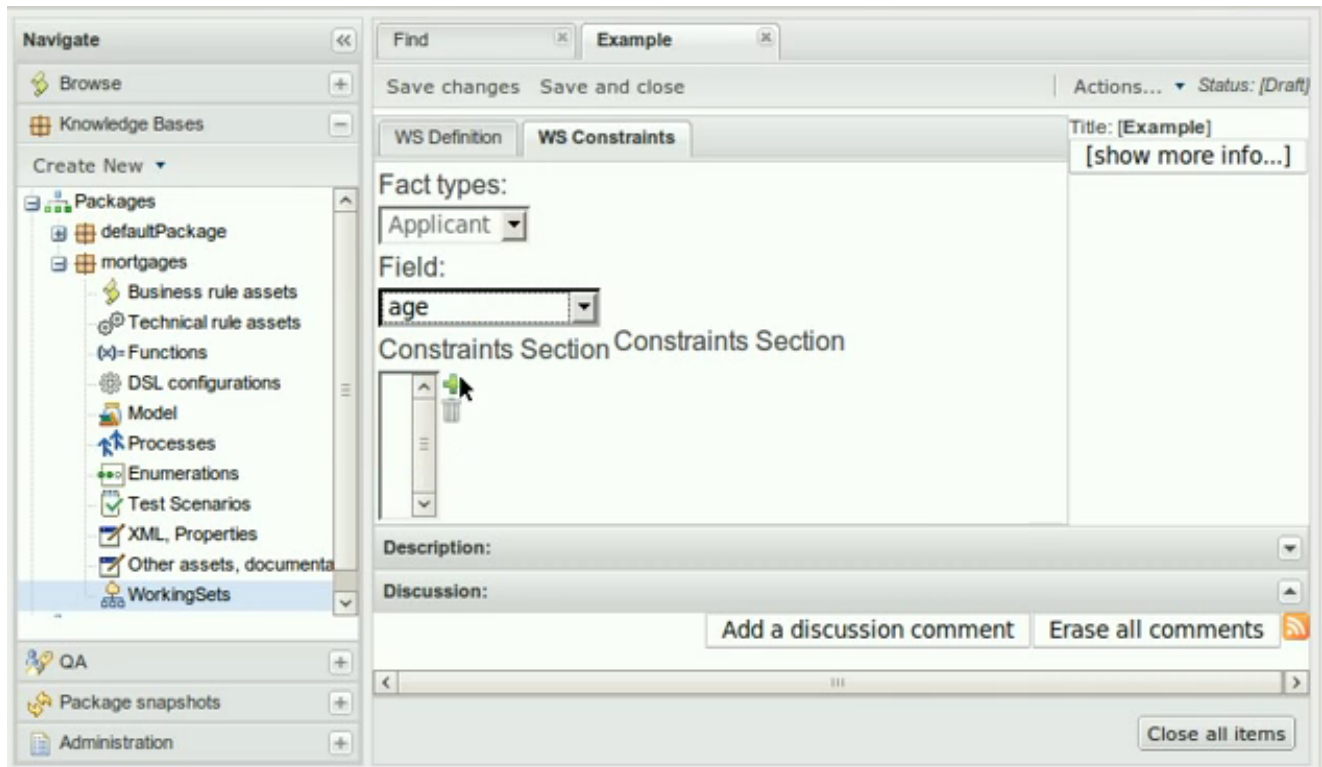 Navigate
Browse
Knowledge Bases
Create New
Packages
defaultPackage
mortgages
Business rule assets
Technical rule assets
(x)= Functions
DSL configurations
Model
Processes
Enumerations
Test Scenarios
XML, Properties
Other assets, documenta
WorkingSets
QA
Package snapshots
Administration
Find
Example
Save changes Save and close
Actions... Status: [Draft]
WS Definition WS Constraints
Title: [Example]
[show more info...]
Fact types:
Applicant
Field:
age
Constraints Section Constraints Section
Description:
Discussion:
Add a discussion comment Erase all comments
Close all items